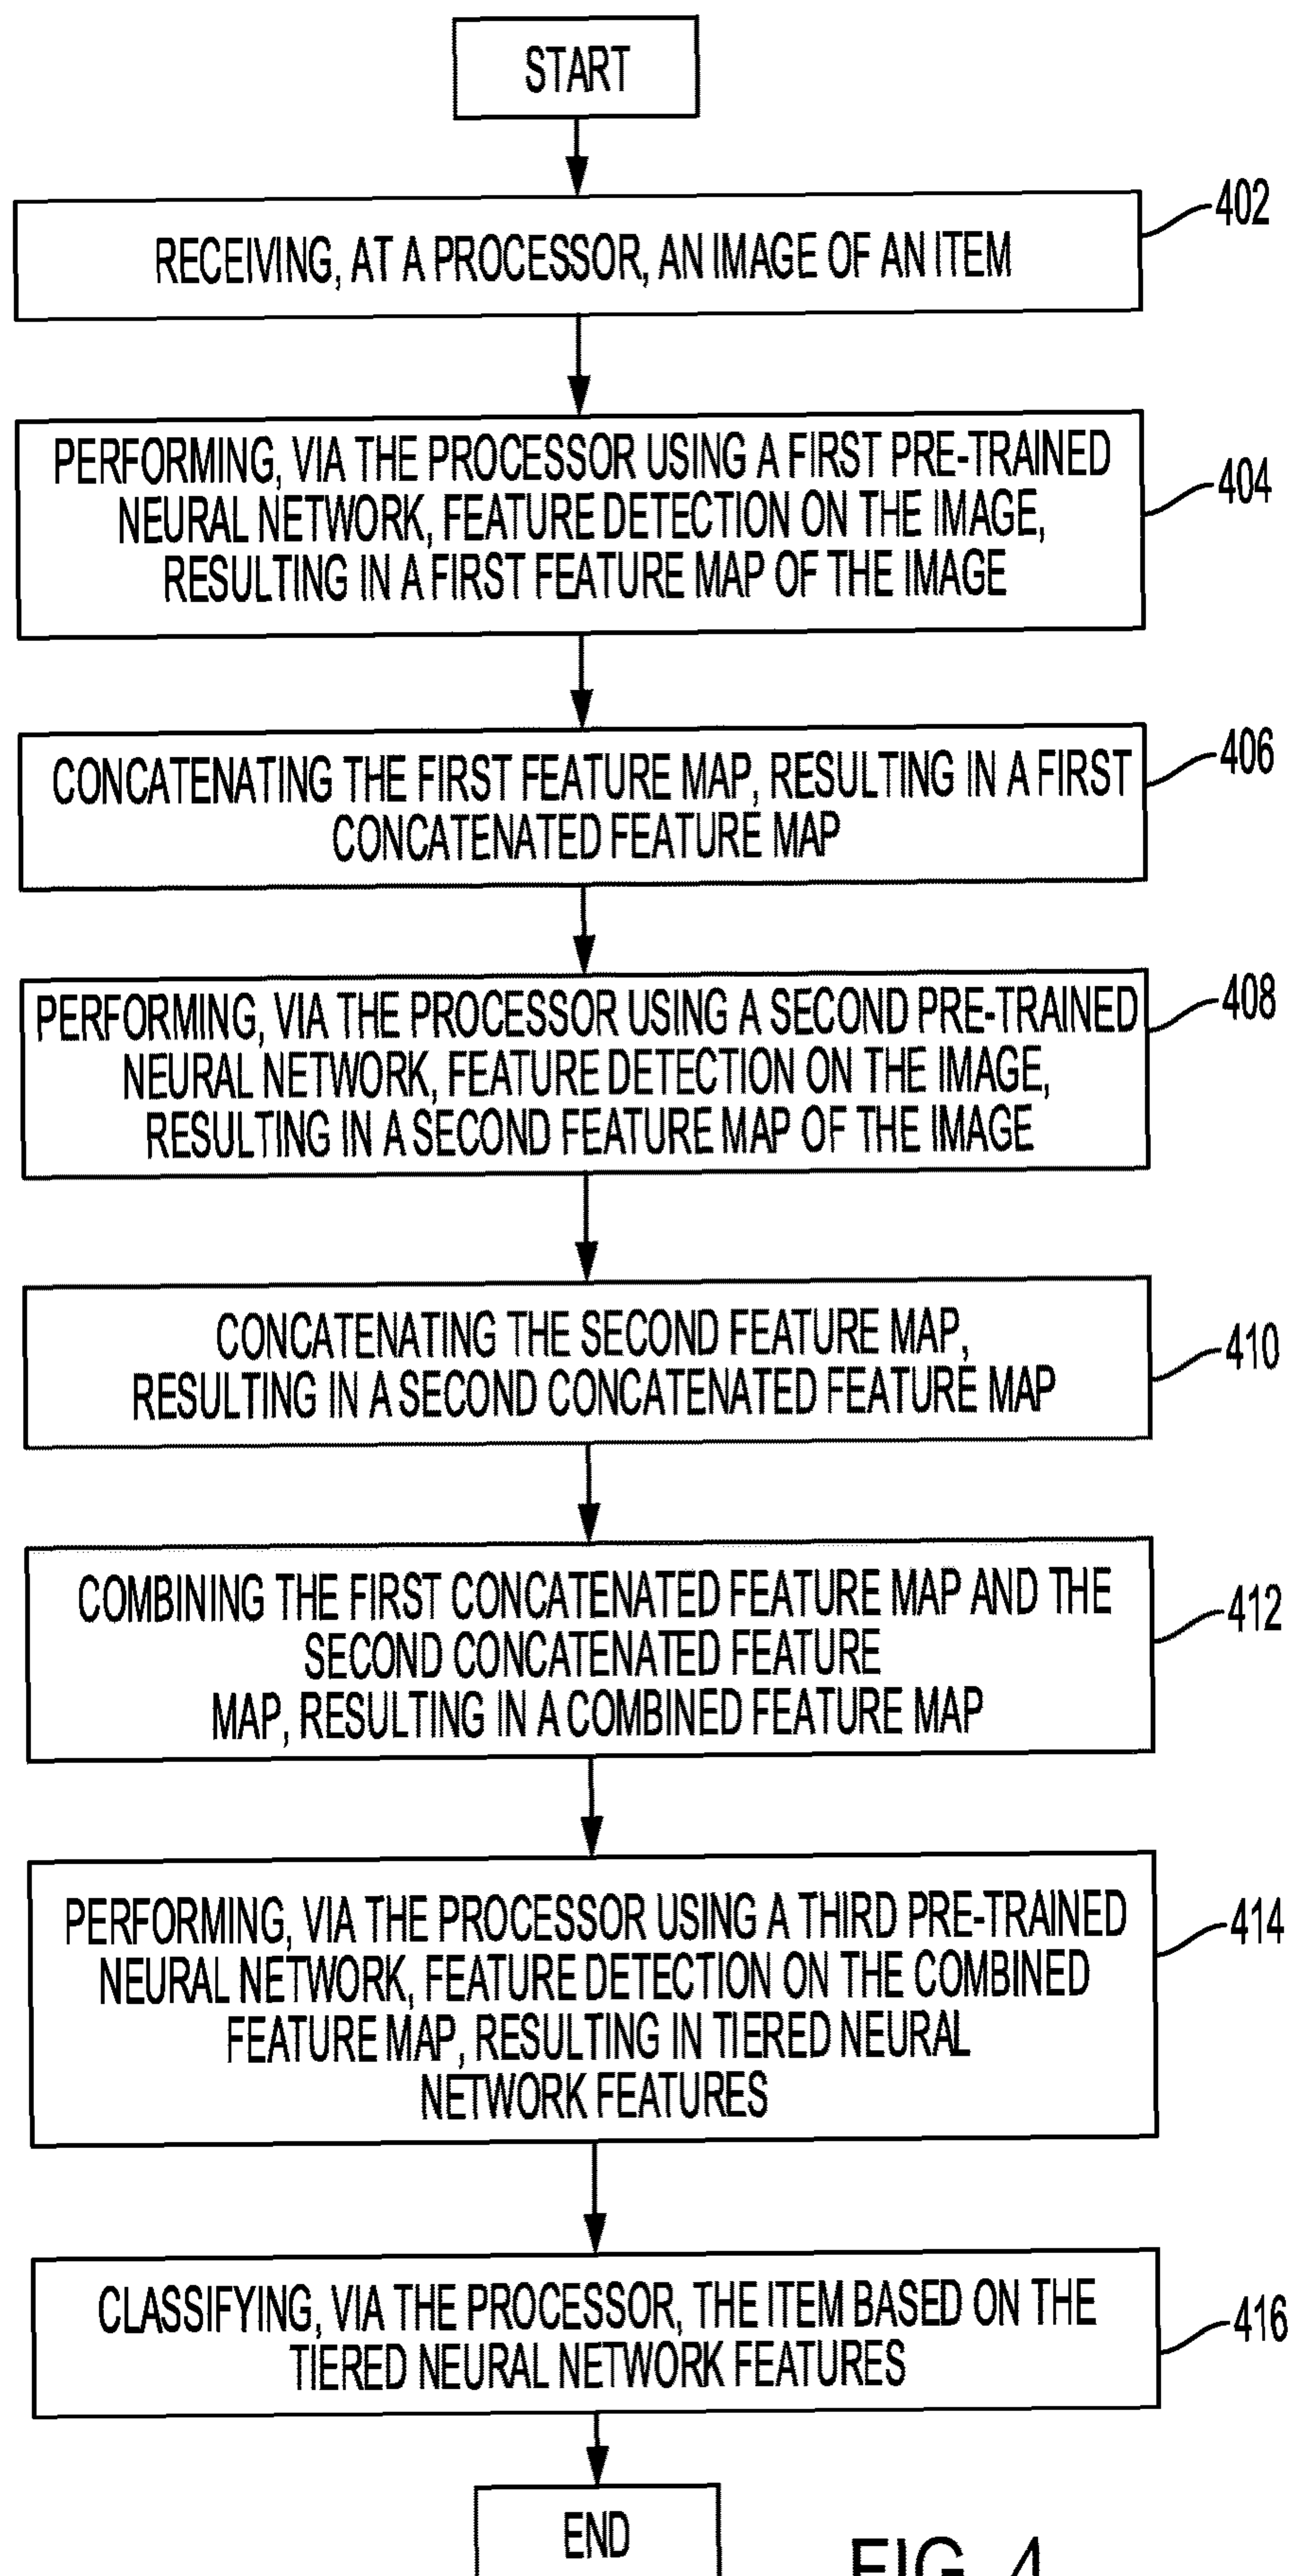 START
402
RECEIVING, AT A PROCESSOR, AN IMAGE OF AN ITEM
404
PERFORMING, VIA THE PROCESSOR USING A FIRST PRE-TRAINED
NEURAL NETWORK, FEATURE DETECTION ON THE IMAGE,
RESULTING IN A FIRST FEATURE MAP OF THE IMAGE
406
CONCATENATING THE FIRST FEATURE MAP, RESULTING IN A FIRST
CONCATENATED FEATURE MAP
408
PERFORMING, VIA THE PROCESSOR USING A SECOND PRE-TRAINED
NEURAL NETWORK, FEATURE DETECTION ON THE IMAGE,
RESULTING IN A SECOND FEATURE MAP OF THE IMAGE
410
CONCATENATING THE SECOND FEATURE MAP,
RESULTING IN A SECOND CONCATENATED FEATURE MAP
412
COMBINING THE FIRST CONCATENATED FEATURE MAP AND THE
SECOND CONCATENATED FEATURE
MAP, RESULTING IN A COMBINED FEATURE MAP
414
PERFORMING, VIA THE PROCESSOR USING A THIRD PRE-TRAINED
NEURAL NETWORK, FEATURE DETECTION ON THE COMBINED
FEATURE MAP, RESULTING IN TIERED NEURAL
NETWORK FEATURES
416
CLASSIFYING, VIA THE PROCESSOR, THE ITEM BASED ON THE
TIERED NEURAL NETWORK FEATURES
END
FIG. 4